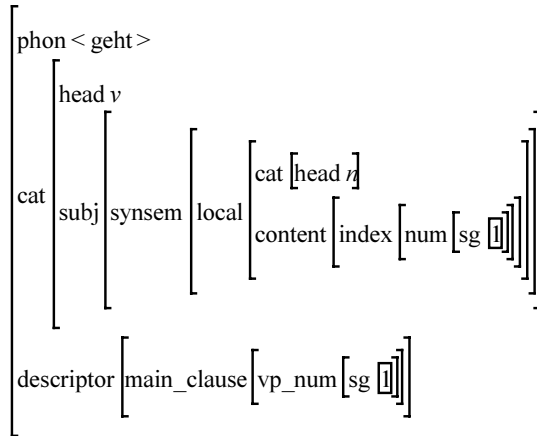 phon < geht >
head v
cat [head n]
cat subj synsem local
content index num sg 1
descriptor main_clause vp_num sg 1